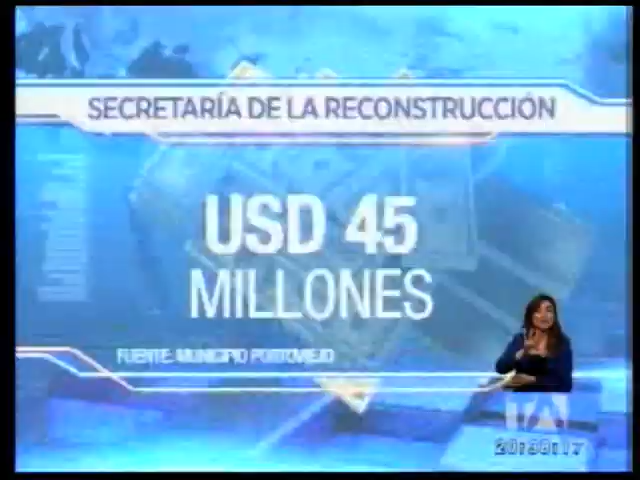 SECRETARÍA DE LA RECONSTRUCCIÓN
USD 45
MILLONES
FUENTE: MUNICIPIO PORTOVIEJO